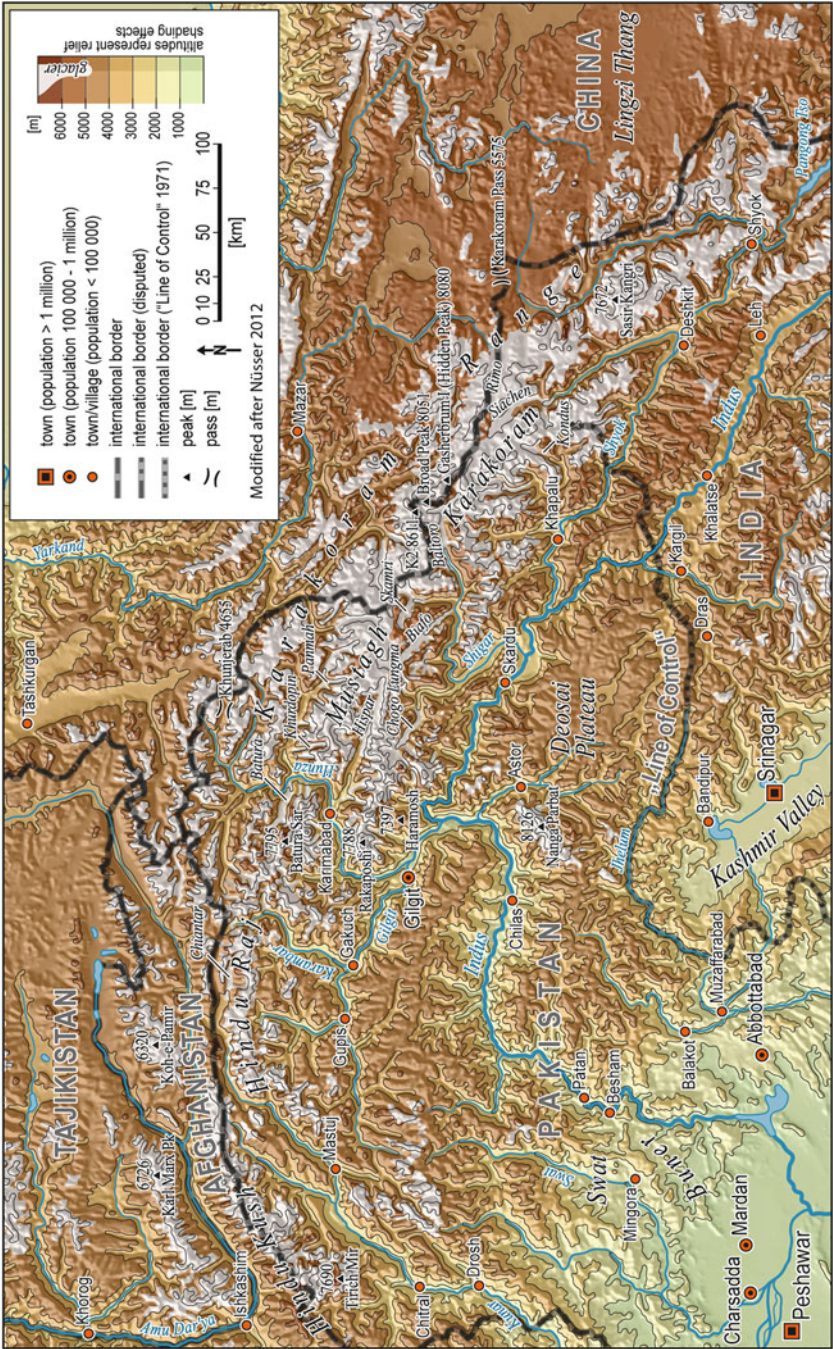 town (population > 1 million)
town (population 100 000 - 1 million)
town/village (population < 100 000)
international border
international border (disputed)
international border ("Line of Control" 1971)
peak [m]
pass [m]
[m]
glacier
6000
5000
4000
3000
2000
1000
altitudes represent relief
shading effects
N
0 10 25 50 75 100
[km]
Modified after Nüsser 2012
TAJIKISTAN
AFGHANISTAN
PAKISTAN
INDIA
CHINA
Lingzi Thang
Khorog
Ishkashim
Amu Dar'ya
6726
Karl Marx Pk
6320
Koh-e-Pamir
Tashkurgan
Yarkand
Mazar
Hindu Kush
Hindu Raj
7690
Tirich Mir
Mastuj
Chitral
Drosh
Kunar
Chiantar
Karambar
Gupis
Gakuch
Gilgit
Gilgit
Khunjerab 4655
Batura
7795
Batura Sar
Karimabad
Hunza
7788
Rakaposhi
7397
Haramosh
Karakoram Range
Khurdopin
Panmah
Mustagh
Hispar
Chogo Lungma
Biafo
Skamri
K2 8611
Baltoro
Broad Peak 8051
Gasherbrum I (Hidden Peak) 8080
Karakoram
Rimo
Siachen
Kondus
Karakoram Pass 5575
7672
Sasir Kangri
Shigar
Skardu
Khapalu
Shyok
Deshkit
Shyok
Pangong Tso
Leh
Indus
Khalatse
Kargil
Dras
"Line of Control"
Deosai
Plateau
Astor
8126
Nanga Parbat
Chilas
Indus
Patan
Besham
Swat
Swat
Mingora
Buner
Balakot
Muzaffarabad
Abbottabad
Jhelum
Bandipur
Srinagar
Kashmir Valley
Mardan
Charsadda
Peshawar